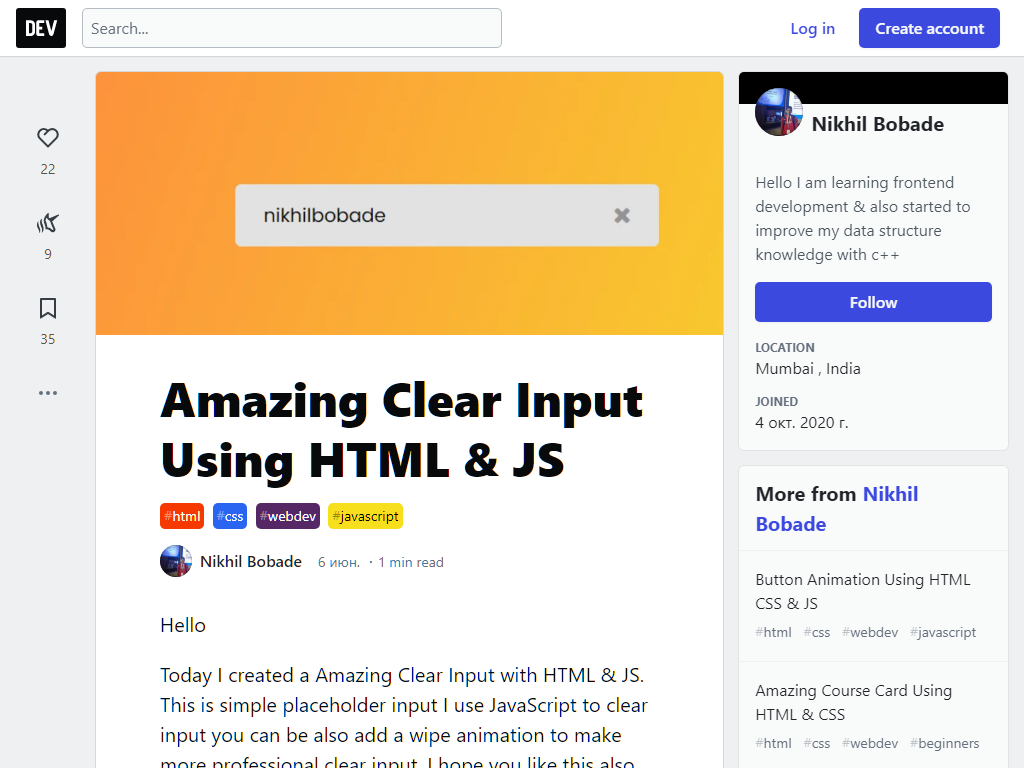 DEV
Search...
Log in
Create account
22
9
35
nikhilbobade
Amazing Clear Input
Using HTML & JS
#html #css #webdev #javascript
Nikhil Bobade 6 июн. · 1 min read
Hello
Today I created a Amazing Clear Input with HTML & JS.
This is simple placeholder input I use JavaScript to clear
input you can be also add a wipe animation to make
more professional clear input. I hope you like this also
Nikhil Bobade
Hello I am learning frontend
development & also started to
improve my data structure
knowledge with c++
Follow
LOCATION
Mumbai , India
JOINED
4 окт. 2020 г.
More from Nikhil
Bobade
Button Animation Using HTML
CSS & JS
#html #css #webdev #javascript
Amazing Course Card Using
HTML & CSS
#html #css #webdev #beginners